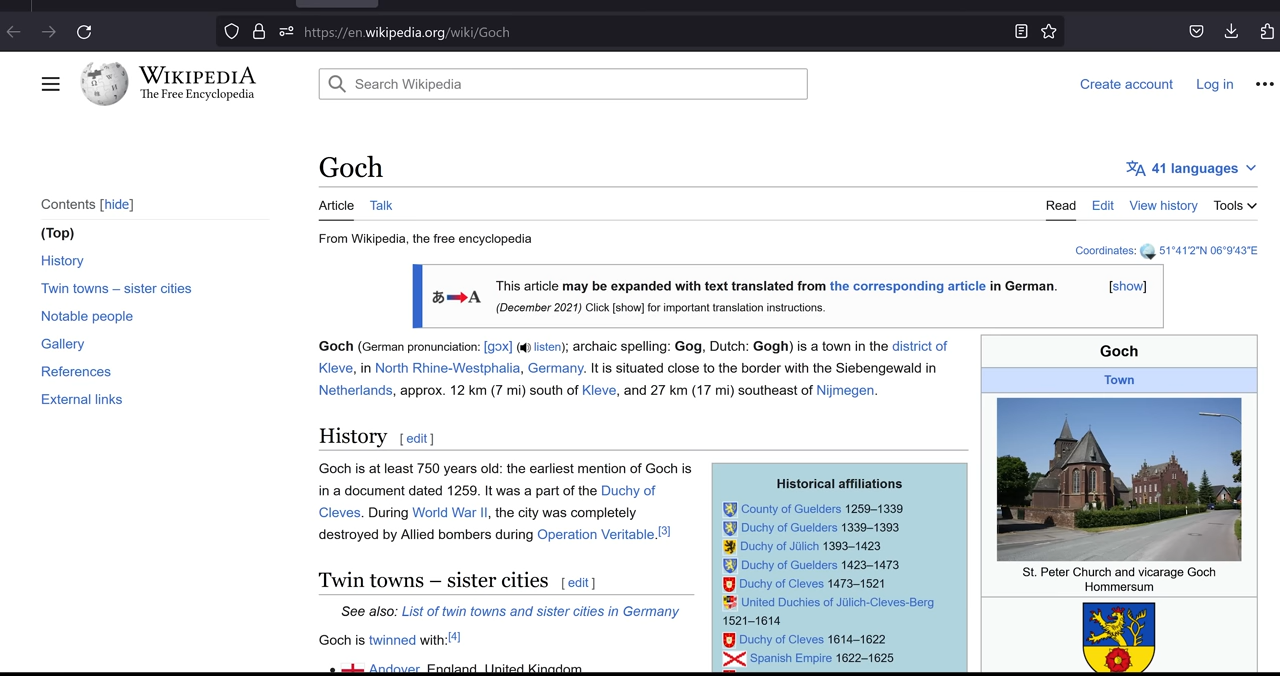 https://en.wikipedia.org/wiki/Goch
WIKIPEDIA
The Free Encyclopedia
Search Wikipedia
Create account
Log in
Contents [hide]
(Top)
History
Twin towns – sister cities
Notable people
Gallery
References
External links
Goch
41 languages
Article
Talk
Read
Edit
View history
Tools
From Wikipedia, the free encyclopedia
Coordinates: 51°41′2″N 06°9′43″E
あ A
This article may be expanded with text translated from the corresponding article in German.
[show]
(December 2021) Click [show] for important translation instructions.
Goch (German pronunciation: [ɡɔx] (listen); archaic spelling: Gog, Dutch: Gogh) is a town in the district of
Kleve, in North Rhine-Westphalia, Germany. It is situated close to the border with the Siebengewald in
Netherlands, approx. 12 km (7 mi) south of Kleve, and 27 km (17 mi) southeast of Nijmegen.
History [ edit ]
Goch is at least 750 years old: the earliest mention of Goch is
in a document dated 1259. It was a part of the Duchy of
Cleves. During World War II, the city was completely
destroyed by Allied bombers during Operation Veritable.[3]
Twin towns – sister cities [ edit ]
See also: List of twin towns and sister cities in Germany
Goch is twinned with:[4]
• Andover, England, United Kingdom
Historical affiliations
County of Guelders 1259–1339
Duchy of Guelders 1339–1393
Duchy of Jülich 1393–1423
Duchy of Guelders 1423–1473
Duchy of Cleves 1473–1521
United Duchies of Jülich-Cleves-Berg
1521–1614
Duchy of Cleves 1614–1622
Spanish Empire 1622–1625
Goch
Town
St. Peter Church and vicarage Goch
Hommersum